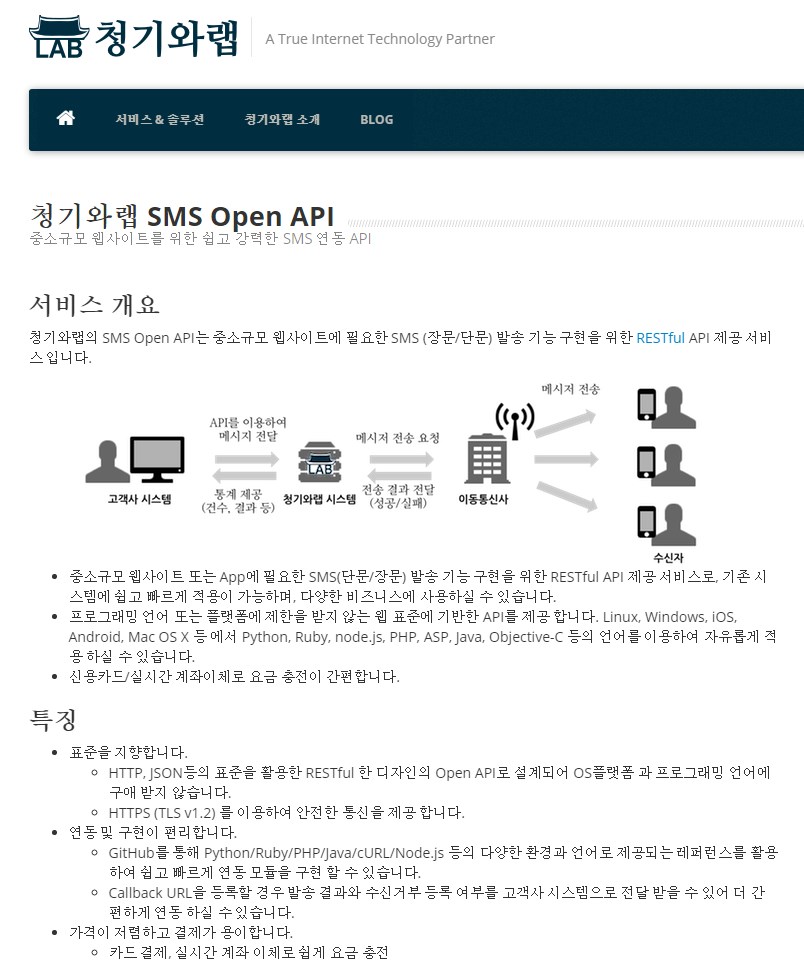 LAB 청기와랩 A True Internet Technology Partner
서비스 & 솔루션 청기와랩 소개 BLOG
청기와랩 SMS Open API
중소규모 웹사이트를 위한 쉽고 강력한 SMS 연동 API
서비스 개요
청기와랩의 SMS Open API는 중소규모 웹사이트에 필요한 SMS (장문/단문) 발송 기능 구현을 위한 RESTful API 제공 서비
스 입니다.
메시저 전송
API를 이용하여
메시지 전달
메시저 전송 요청
LAB
통계 제공
(건수, 결과 등)
전송 결과 전달
(성공/실패)
고객사 시스템
청기와랩 시스템
이동통신사
수신자
중소규모 웹사이트 또는 App에 필요한 SMS(단문/장문) 발송 기능 구현을 위한 RESTful API 제공 서비스로, 기존 시
스템에 쉽고 빠르게 적용이 가능하며, 다양한 비즈니스에 사용하실 수 있습니다.
프로그래밍 언어 또는 플랫폼에 제한을 받지 않는 웹 표준에 기반한 API를 제공 합니다. Linux, Windows, iOS,
Android, Mac OS X 등 에서 Python, Ruby, node.js, PHP, ASP, Java, Objective-C 등의 언어를 이용하여 자유롭게 적
용 하실 수 있습니다.
신용카드/실시간 계좌이체로 요금 충전이 간편합니다.
특징
표준을 지향합니다.
HTTP, JSON등의 표준을 활용한 RESTful 한 디자인의 Open API로 설계되어 OS플랫폼 과 프로그래밍 언어에
구애 받지 않습니다.
HTTPS (TLS v1.2) 를 이용하여 안전한 통신을 제공 합니다.
연동 및 구현이 편리합니다.
GitHub를 통해 Python/Ruby/PHP/Java/cURL/Node.js 등의 다양한 환경과 언어로 제공되는 레퍼런스를 활용
하여 쉽고 빠르게 연동 모듈을 구현 할 수 있습니다.
Callback URL을 등록할 경우 발송 결과와 수신거부 등록 여부를 고객사 시스템으로 전달 받을 수 있어 더 간
편하게 연동 하실 수 있습니다.
가격이 저렴하고 결제가 용이합니다.
카드 결제, 실시간 계좌 이체로 쉽게 요금 충전